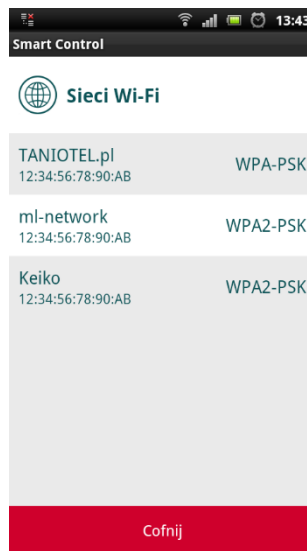 13:43
Smart Control
Sieci Wi-Fi
TANIOTEL.pl WPA-PSK
12:34:56:78:90:AB
ml-network WPA2-PSK
12:34:56:78:90:AB
Keiko WPA2-PSK
12:34:56:78:90:AB
Cofnij